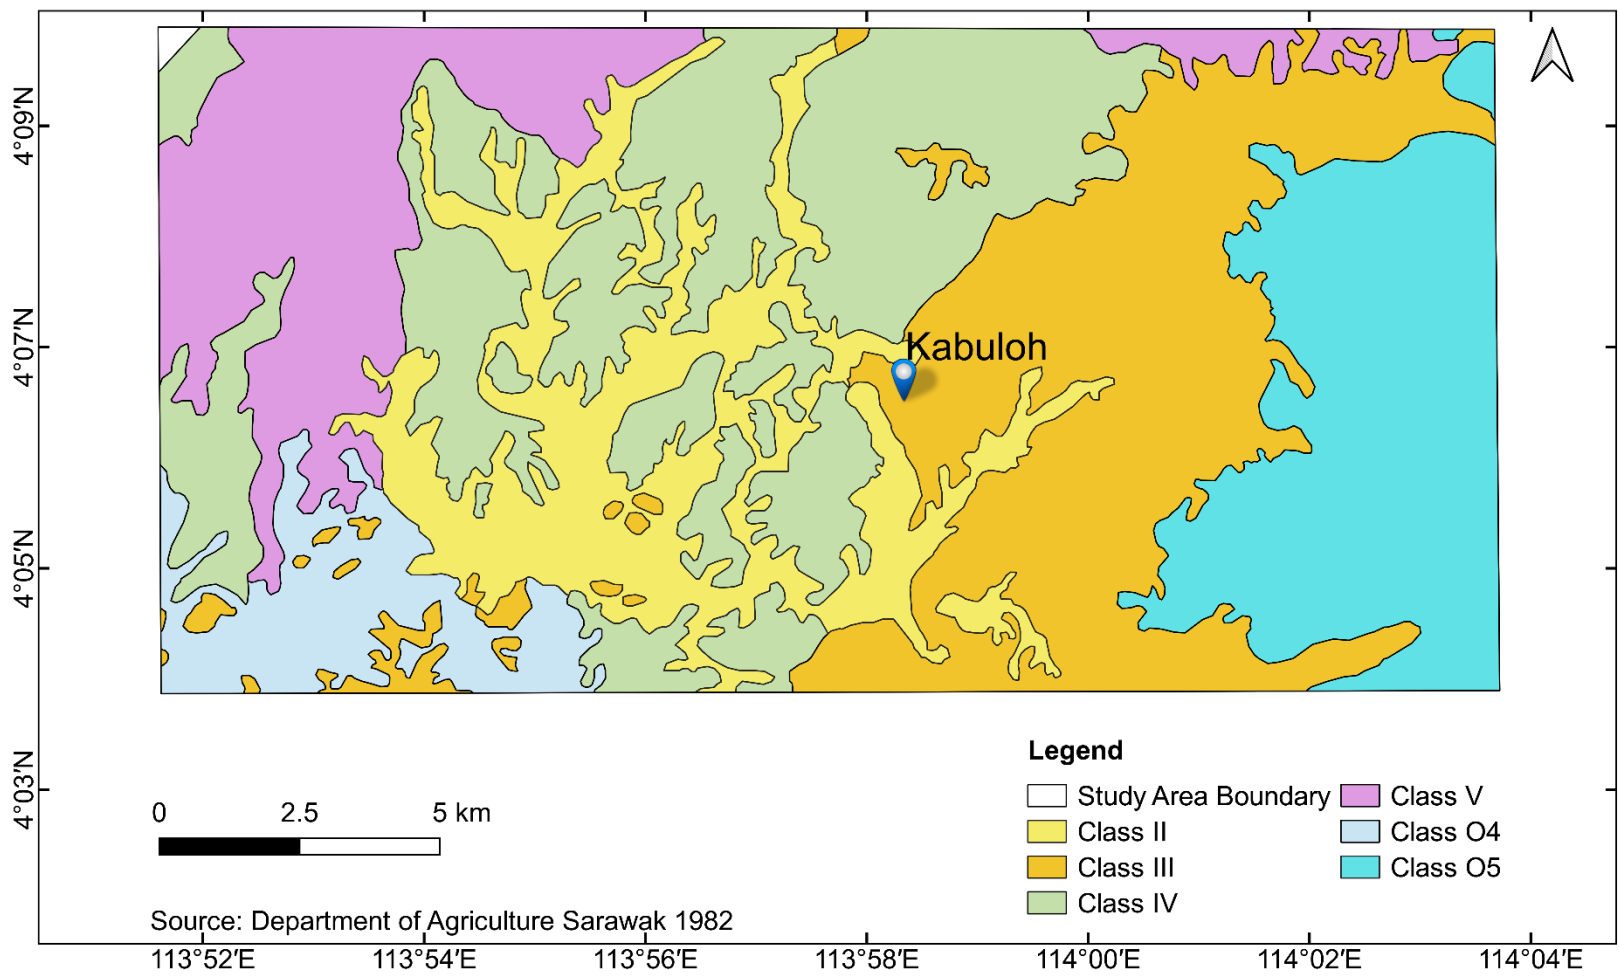 4°09'N
4°07'N
4°05'N
4°03'N
Kabuloh
Legend
Study Area Boundary
Class II
Class III
Class IV
Class V
Class O4
Class O5
0 2.5 5 km
Source: Department of Agriculture Sarawak 1982
113°52'E 113°54'E 113°56'E 113°58'E 114°00'E 114°02'E 114°04'E